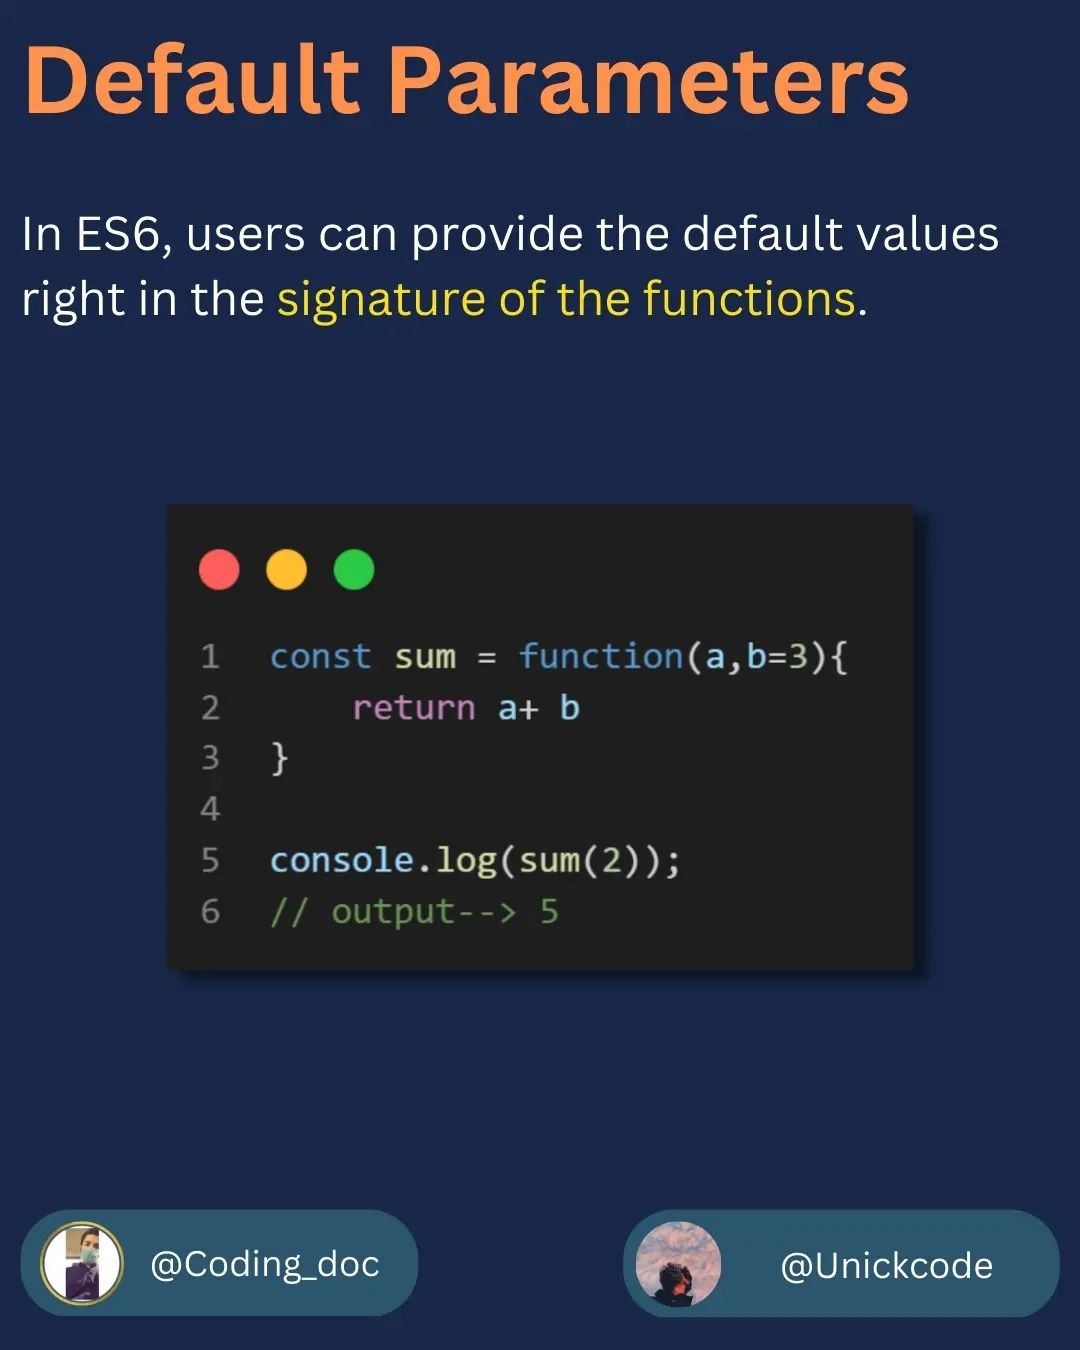 Default Parameters
In ES6, users can provide the default values
right in the signature of the functions.
1 const sum = function(a,b=3){
2     return a+ b
3 }
4
5 console.log(sum(2));
6 // output--> 5
@Coding_doc
@Unickcode